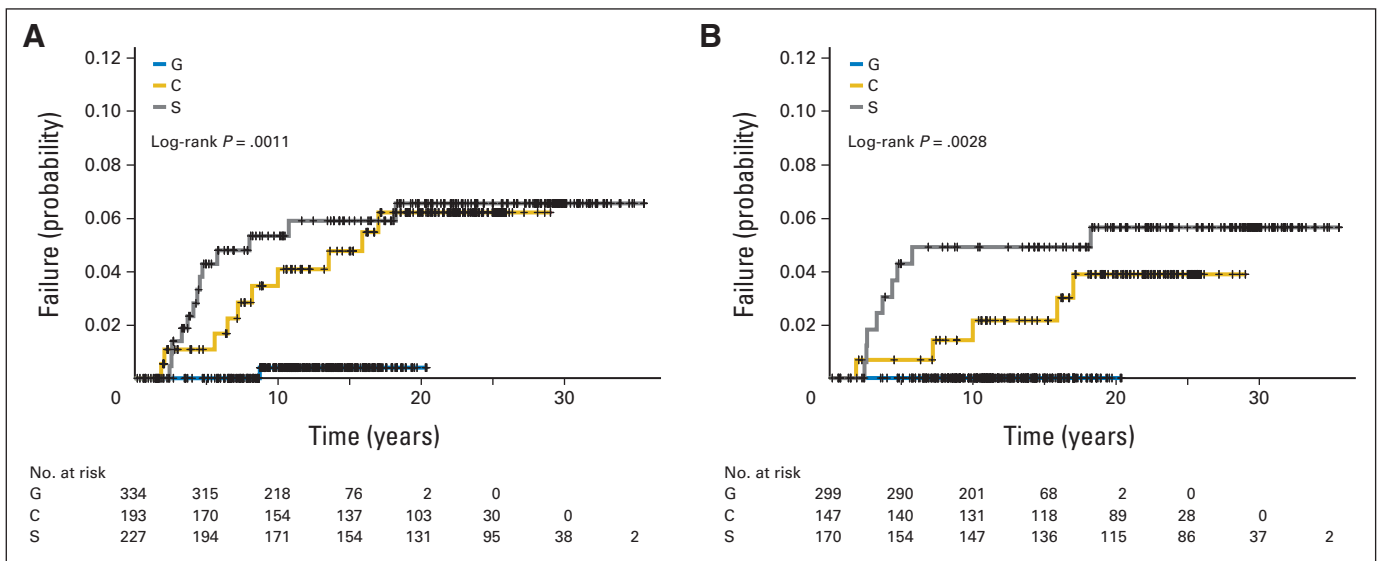 A
0.12
0.10
0.08
0.06
0.04
0.02
Failure (probability)
G
C
S
Log-rank P = .0011
0 10 20 30
Time (years)
No. at risk
G 334 315 218 76 2 0
C 193 170 154 137 103 30 0
S 227 194 171 154 131 95 38 2
B
0.12
0.10
0.08
0.06
0.04
0.02
Failure (probability)
G
C
S
Log-rank P = .0028
0 10 20 30
Time (years)
No. at risk
G 299 290 201 68 2 0
C 147 140 131 118 89 28 0
S 170 154 147 136 115 86 37 2